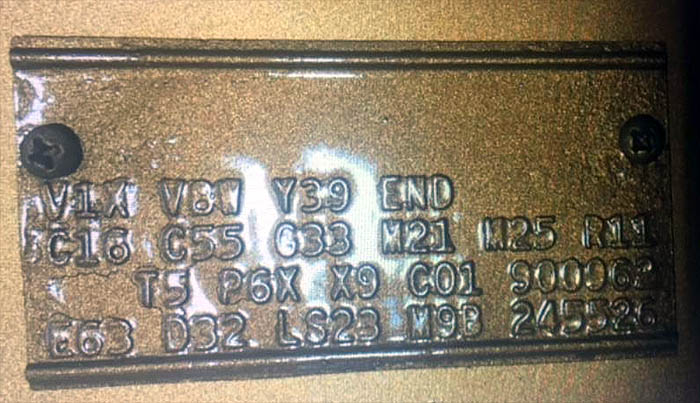 V1X V8W Y39 END
C16 C55 G33 M21 M25 R11
T5 P6X X9 C01 900962
E63 D32 LS23 M9B 245526